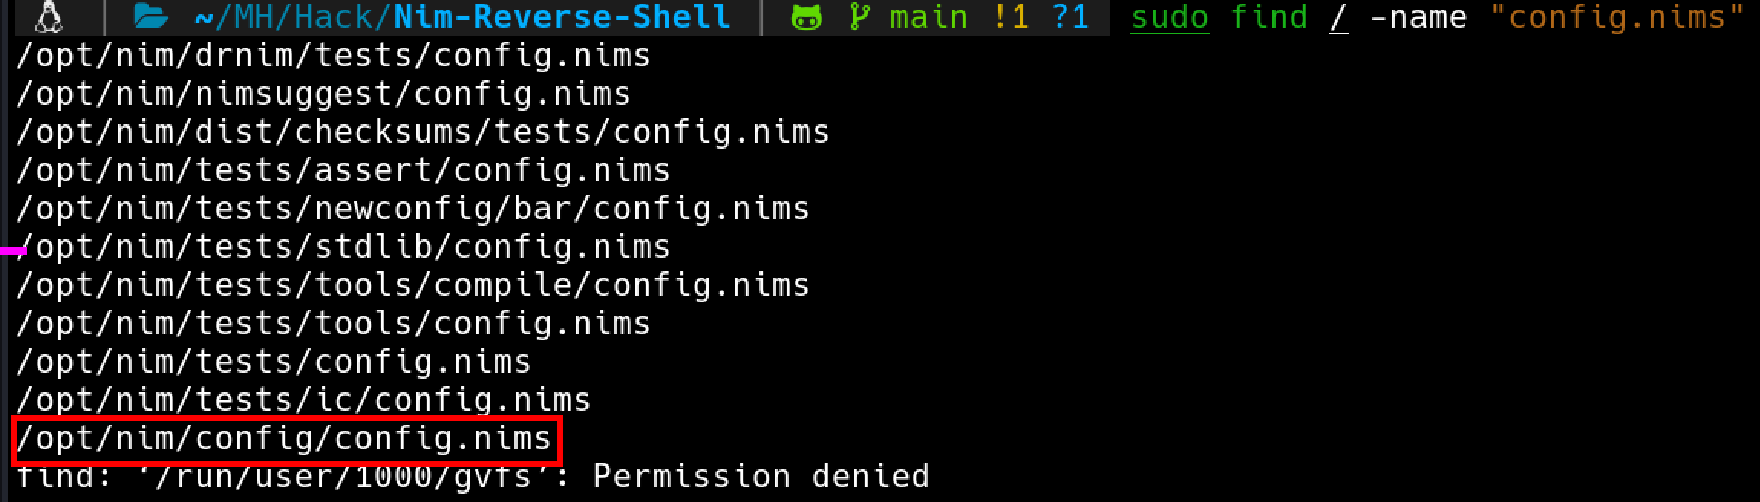 ~/MH/Hack/Nim-Reverse-Shell main !1 ?1 sudo find / -name "config.nims"
/opt/nim/drnim/tests/config.nims
/opt/nim/nimsuggest/config.nims
/opt/nim/dist/checksums/tests/config.nims
/opt/nim/tests/assert/config.nims
/opt/nim/tests/newconfig/bar/config.nims
/opt/nim/tests/stdlib/config.nims
/opt/nim/tests/tools/compile/config.nims
/opt/nim/tests/tools/config.nims
/opt/nim/tests/config.nims
/opt/nim/tests/ic/config.nims
/opt/nim/config/config.nims
find: ‘/run/user/1000/gvfs’: Permission denied